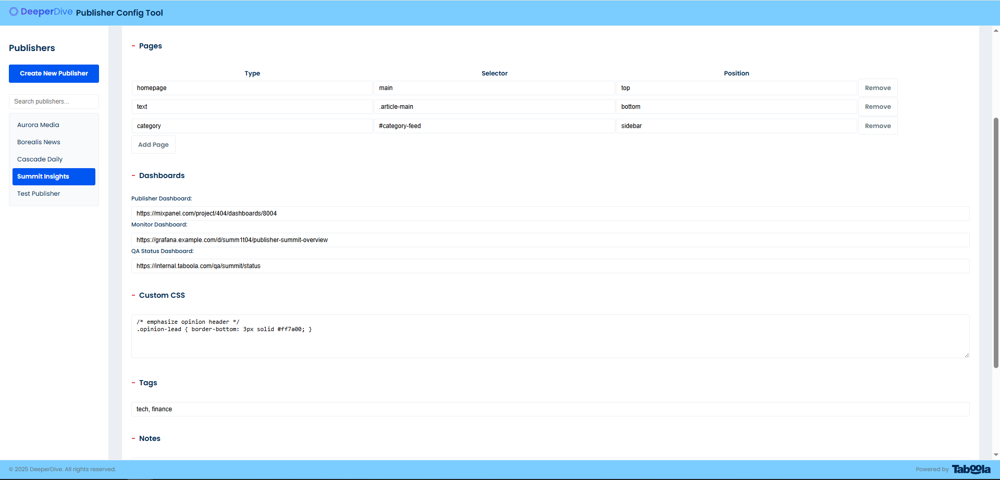 DeeperDive Publisher Config Tool
Publishers
Create New Publisher
Search publishers...
Aurora Media
Borealis News
Cascade Daily
Summit Insights
Test Publisher
- Pages
Type Selector Position
homepage main top Remove
text .article-main bottom Remove
category #category-feed sidebar Remove
Add Page
- Dashboards
Publisher Dashboard:
https://mixpanel.com/project/404/dashboards/8004
Monitor Dashboard:
https://grafana.example.com/d/summ1t04/publisher-summit-overview
QA Status Dashboard:
https://internal.taboola.com/qa/summit/status
- Custom CSS
/* emphasize opinion header */
.opinion-lead { border-bottom: 3px solid #ff7a00; }
- Tags
tech, finance
- Notes
© 2025 DeeperDive. All rights reserved.
Powered by Taboola